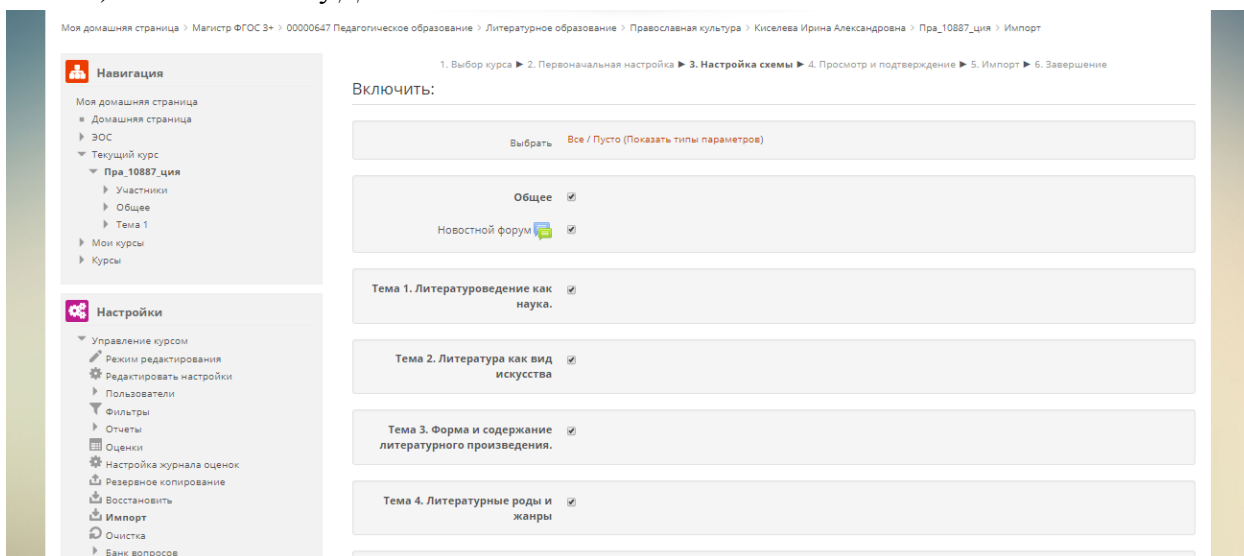 Моя домашняя страница > Магистр ФГОС 3+ > 00000647 Педагогическое образование > Литературное образование > Православная культура > Киселева Ирина Александровна > Пра_10887_ция > Импорт
Навигация
Моя домашняя страница
Домашняя страница
ЭОС
Текущий курс
Пра_10887_ция
Участники
Общее
Тема 1
Мои курсы
Курсы
Настройки
Управление курсом
Режим редактирования
Редактировать настройки
Пользователи
Фильтры
Отчеты
Оценки
Настройка журнала оценок
Резервное копирование
Восстановить
Импорт
Очистка
Банк вопросов
1. Выбор курса ► 2. Первоначальная настройка ► 3. Настройка схемы ► 4. Просмотр и подтверждение ► 5. Импорт ► 6. Завершение
Включить:
Выбрать Все / Пусто (Показать типы параметров)
Общее
Новостной форум
Тема 1. Литературоведение как
наука.
Тема 2. Литература как вид
искусства
Тема 3. Форма и содержание
литературного произведения.
Тема 4. Литературные роды и
жанры